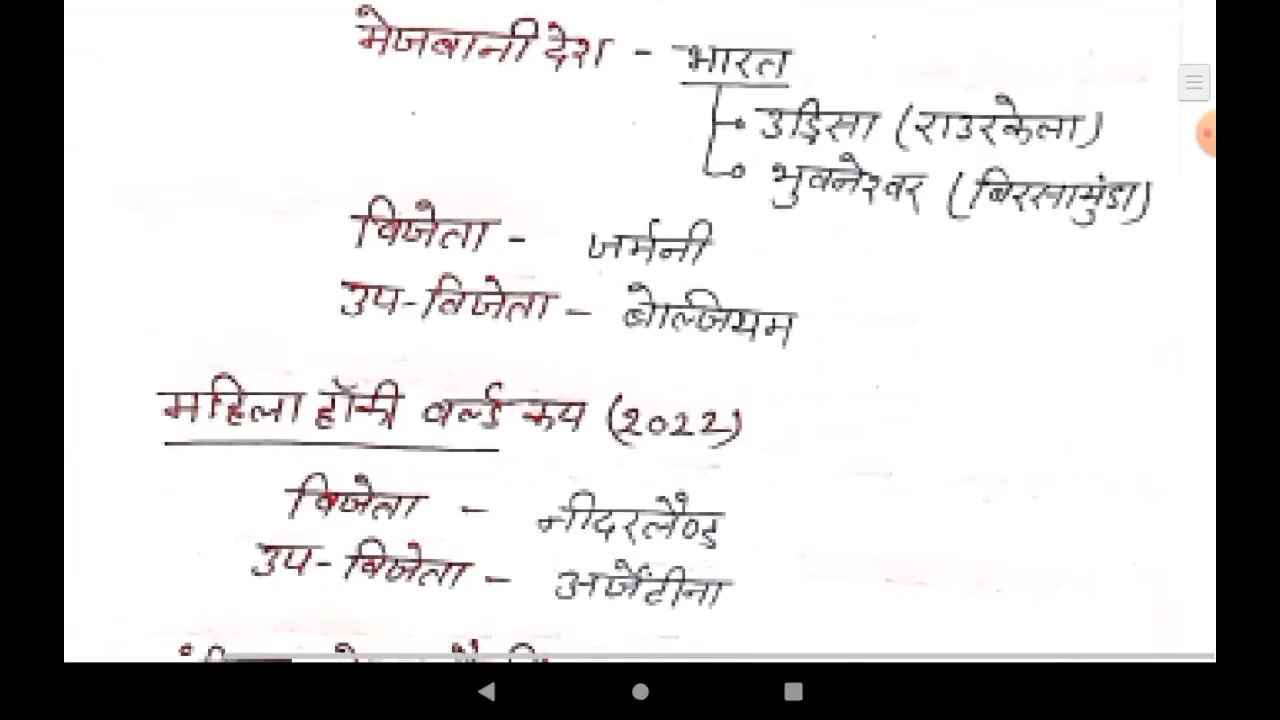 मेजबानी देश - भारत
उड़िसा (राउरकेला)
भुवनेश्वर (बिरसामुंडा)
विजेता - जर्मनी
उप-विजेता - बेल्जियम
महिला हॉकी वर्ल्ड कप (2022)
विजेता - नीदरलैण्ड
उप-विजेता - अर्जेंटीना